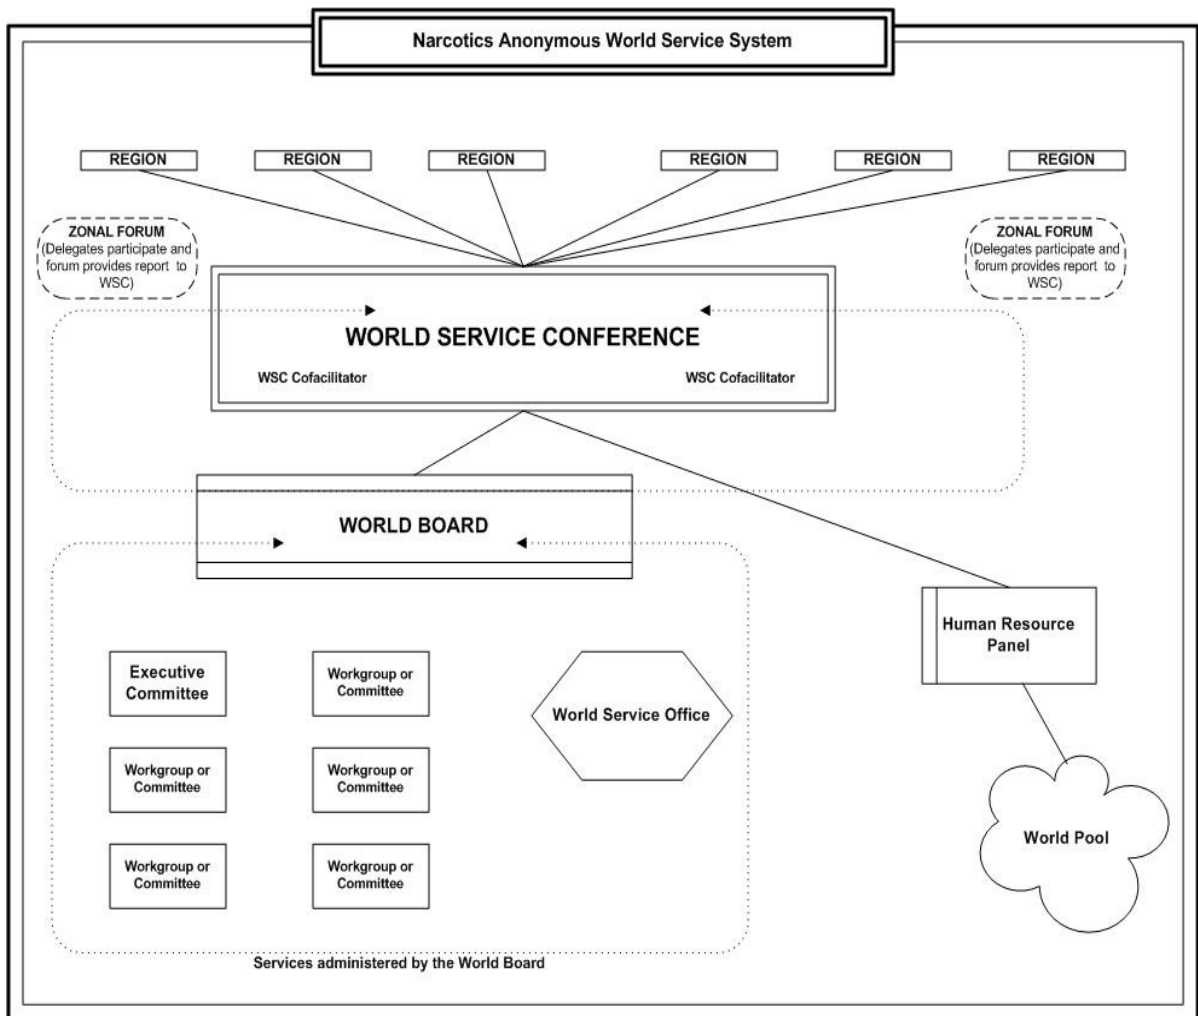 Narcotics Anonymous World Service System
REGION
REGION
REGION
REGION
REGION
REGION
ZONAL FORUM
(Delegates participate and
forum provides report to
WSC)
ZONAL FORUM
(Delegates participate and
forum provides report to
WSC)
WORLD SERVICE CONFERENCE
WSC Cofacilitator
WSC Cofacilitator
WORLD BOARD
Human Resource
Panel
Executive
Committee
Workgroup or
Committee
World Service Office
Workgroup or
Committee
Workgroup or
Committee
World Pool
Workgroup or
Committee
Workgroup or
Committee
Services administered by the World Board